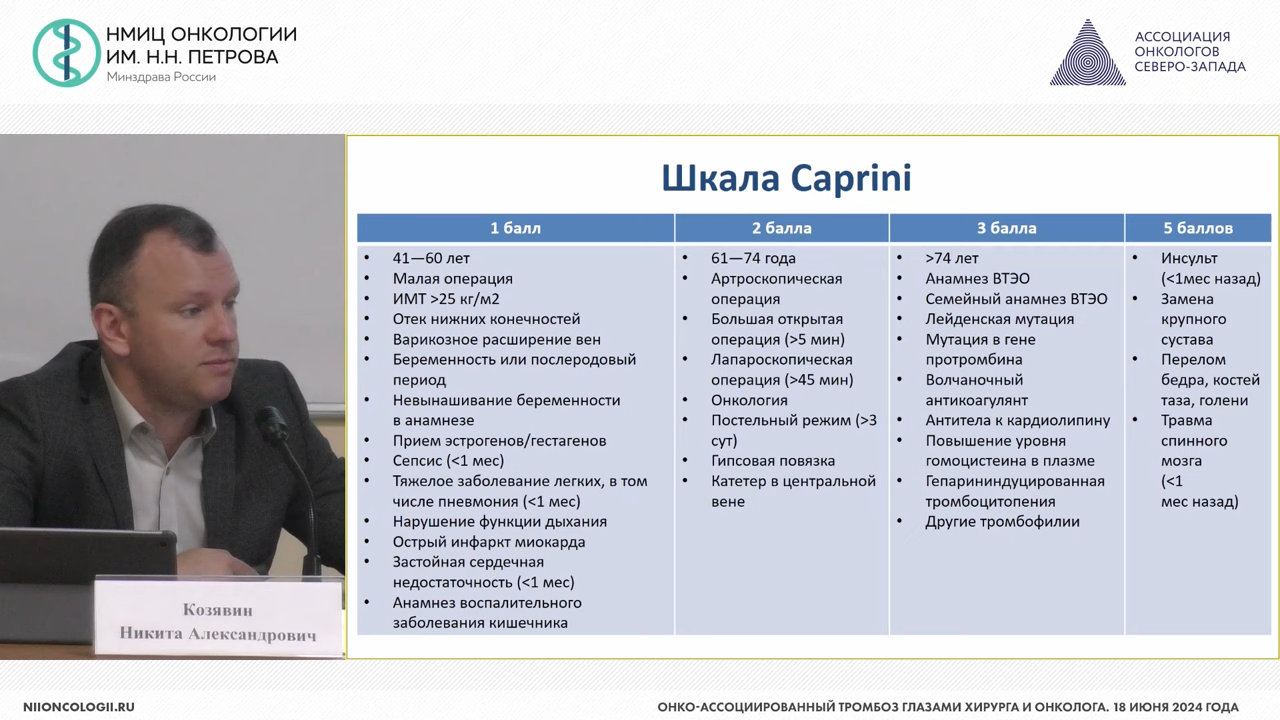 НМИЦ ОНКОЛОГИИ
ИМ. Н.Н. ПЕТРОВА
Минздрава России
АССОЦИАЦИЯ
ОНКОЛОГОВ
СЕВЕРО-ЗАПАДА
Шкала Caprini
1 балл
• 41—60 лет
• Малая операция
• ИМТ >25 кг/м2
• Отек нижних конечностей
• Варикозное расширение вен
• Беременность или послеродовый
период
• Невынашивание беременности
в анамнезе
• Прием эстрогенов/гестагенов
• Сепсис (<1 мес)
• Тяжелое заболевание легких, в том
числе пневмония (<1 мес)
• Нарушение функции дыхания
• Острый инфаркт миокарда
• Застойная сердечная
недостаточность (<1 мес)
• Анамнез воспалительного
заболевания кишечника
2 балла
• 61—74 года
• Артроскопическая
операция
• Большая открытая
операция (>5 мин)
• Лапароскопическая
операция (>45 мин)
• Онкология
• Постельный режим (>3
сут)
• Гипсовая повязка
• Катетер в центральной
вене
3 балла
• >74 лет
• Анамнез ВТЭО
• Семейный анамнез ВТЭО
• Лейденская мутация
• Мутация в гене
протромбина
• Волчаночный
антикоагулянт
• Антитела к кардиолипину
• Повышение уровня
гомоцистеина в плазме
• Гепарининдуцированная
тромбоцитопения
• Другие тромбофилии
5 баллов
• Инсульт
(<1мес назад)
• Замена
крупного
сустава
• Перелом
бедра, костей
таза, голени
• Травма
спинного
мозга
(<1
мес назад)
Козявин
Никита Александрович
NIIONCOLOGII.RU
ОНКО-АССОЦИИРОВАННЫЙ ТРОМБОЗ ГЛАЗАМИ ХИРУРГА И ОНКОЛОГА. 18 ИЮНЯ 2024 ГОДА